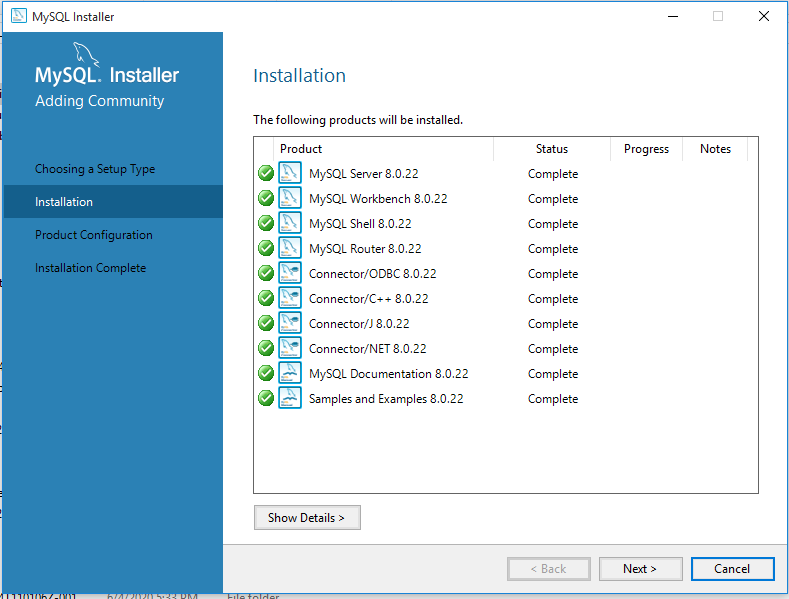 MySQL Installer
MySQL. Installer
Adding Community
Choosing a Setup Type
Installation
Product Configuration
Installation Complete
Installation
The following products will be installed.
Product Status Progress Notes
MySQL Server 8.0.22 Complete
MySQL Workbench 8.0.22 Complete
MySQL Shell 8.0.22 Complete
MySQL Router 8.0.22 Complete
Connector/ODBC 8.0.22 Complete
Connector/C++ 8.0.22 Complete
Connector/J 8.0.22 Complete
Connector/NET 8.0.22 Complete
MySQL Documentation 8.0.22 Complete
Samples and Examples 8.0.22 Complete
Show Details >
< Back Next > Cancel
6/4/2020 5:33 PM File folder